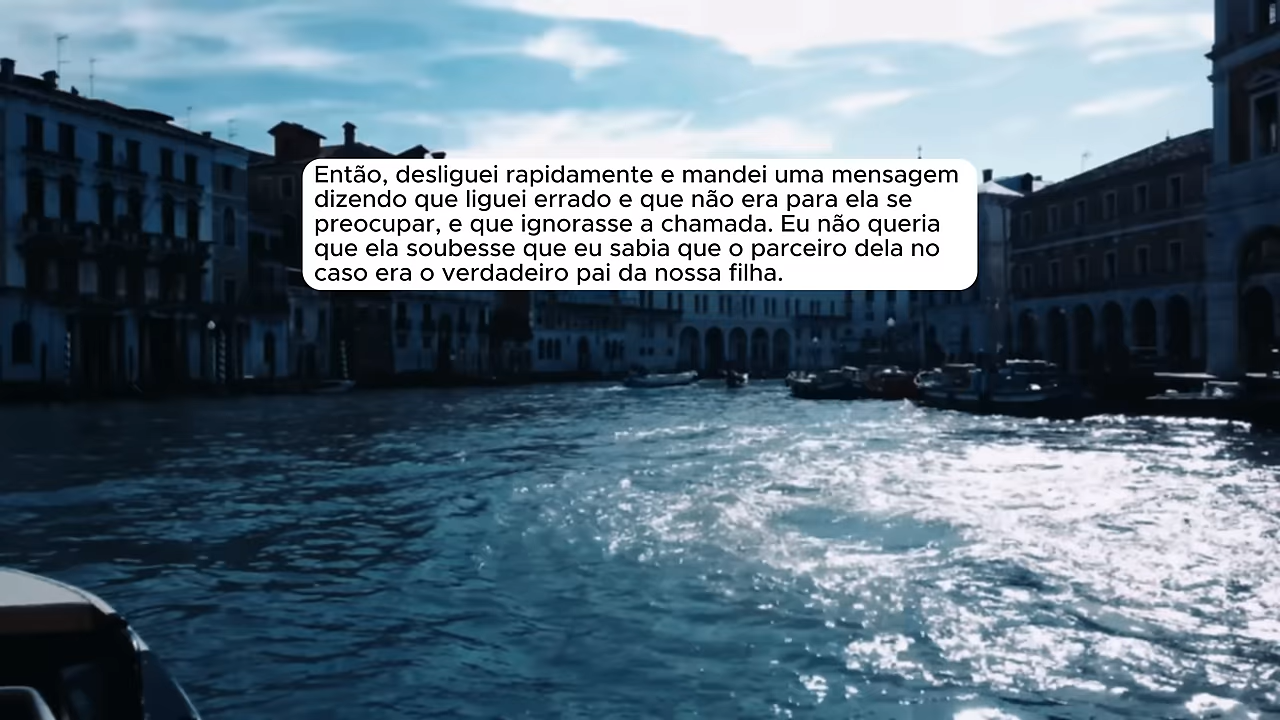 Então, desliguei rapidamente e mandei uma mensagem
dizendo que liguei errado e que não era para ela se
preocupar, e que ignorasse a chamada. Eu não queria
que ela soubesse que eu sabia que o parceiro dela no
caso era o verdadeiro pai da nossa filha.